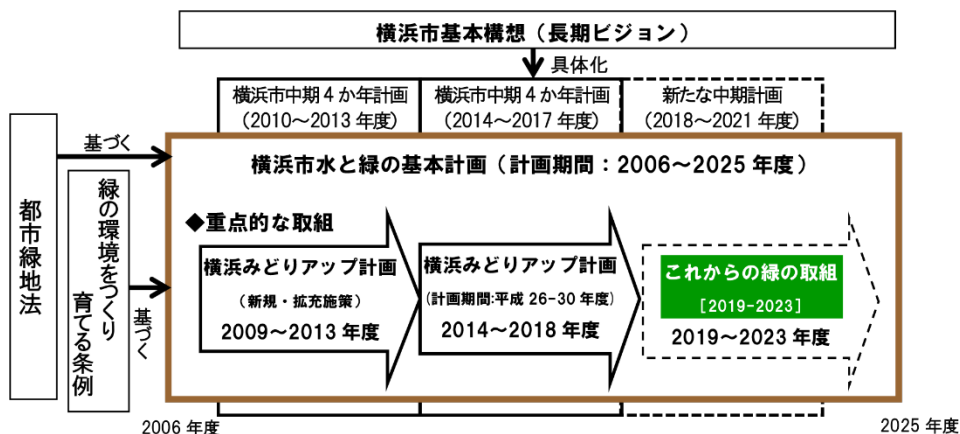 横浜市基本構想(長期ビジョン)
具体化
横浜市中期4か年計画
(2010~2013 年度)
横浜市中期4か年計画
(2014~2017 年度)
新たな中期計画
(2018~2021 年度)
都市緑地法
基づく
緑の環境をつくり
育てる条例
基づく
横浜市水と緑の基本計画(計画期間:2006~2025 年度)
◆重点的な取組
横浜みどりアップ計画
(新規・拡充施策)
2009~2013 年度
横浜みどりアップ計画
(計画期間:平成 26-30 年度)
2014~2018 年度
これからの緑の取組
[2019-2023]
2019~2023 年度
2006 年度
2025 年度